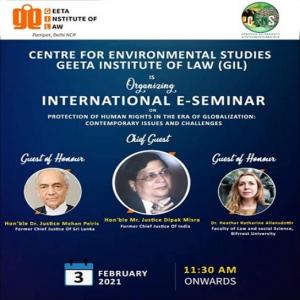 GEETA
INSTITUTE OF
LAW
Panipat, Delhi NCR
CENTRE FOR ENVIRONMENTAL STUDIES
GEETA INSTITUTE OF LAW (GIL)
IS
Organizing
INTERNATIONAL E-SEMINAR
ON
PROTECTION OF HUMAN RIGHTS IN THE ERA OF GLOBALIZATION:
CONTEMPORARY ISSUES AND CHALLENGES
Chief Guest
Guest of Honour
Guest of Honour
Hon'ble Dr. Justice Mohan Peiris
Former Chief Justice Of Sri Lanka
Hon'ble Mr. Justice Dipak Misra
Former Chief Justice Of India
Dr. Heather Katharine Allansdottir
Faculty of Law and social Science,
Bifrost University
3
FEBRUARY
2021
11:30 AM
ONWARDS